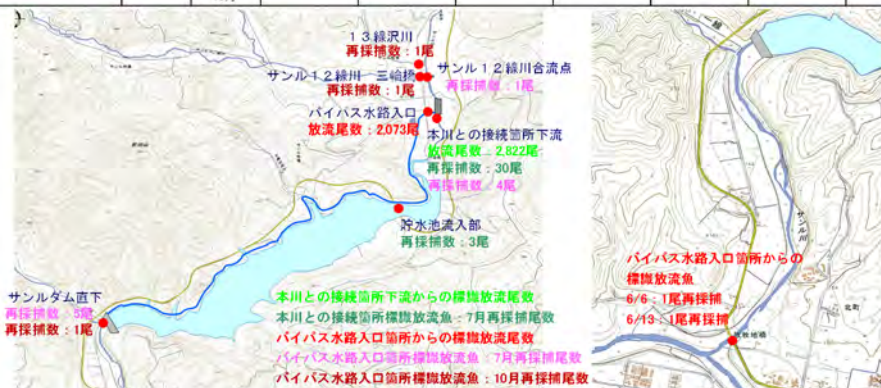 13線沢川
再採捕数:1尾
サンル12線川合流点
再採捕数:1尾
サンル12線川 三輪橋
再採捕数:1尾
バイパス水路入口
放流尾数:2,073尾
本川との接続箇所下流
放流尾数:2,822尾
再採捕数:30尾
再採捕数:4尾
貯水池流入部
再採捕数:3尾
サンルダム直下
再採捕数:5尾
再採捕数:1尾
本川との接続箇所下流からの標識放流尾数
本川との接続箇所標識放流魚:7月再採捕尾数
バイパス水路入口箇所からの標識放流尾数
バイパス水路入口箇所標識放流魚:7月再採捕尾数
バイパス水路入口箇所標識放流魚:10月再採捕尾数
一線
サンル川
バイパス水路入口箇所からの
標識放流魚
6/6:1尾再採捕
6/13:1尾再採捕
北町